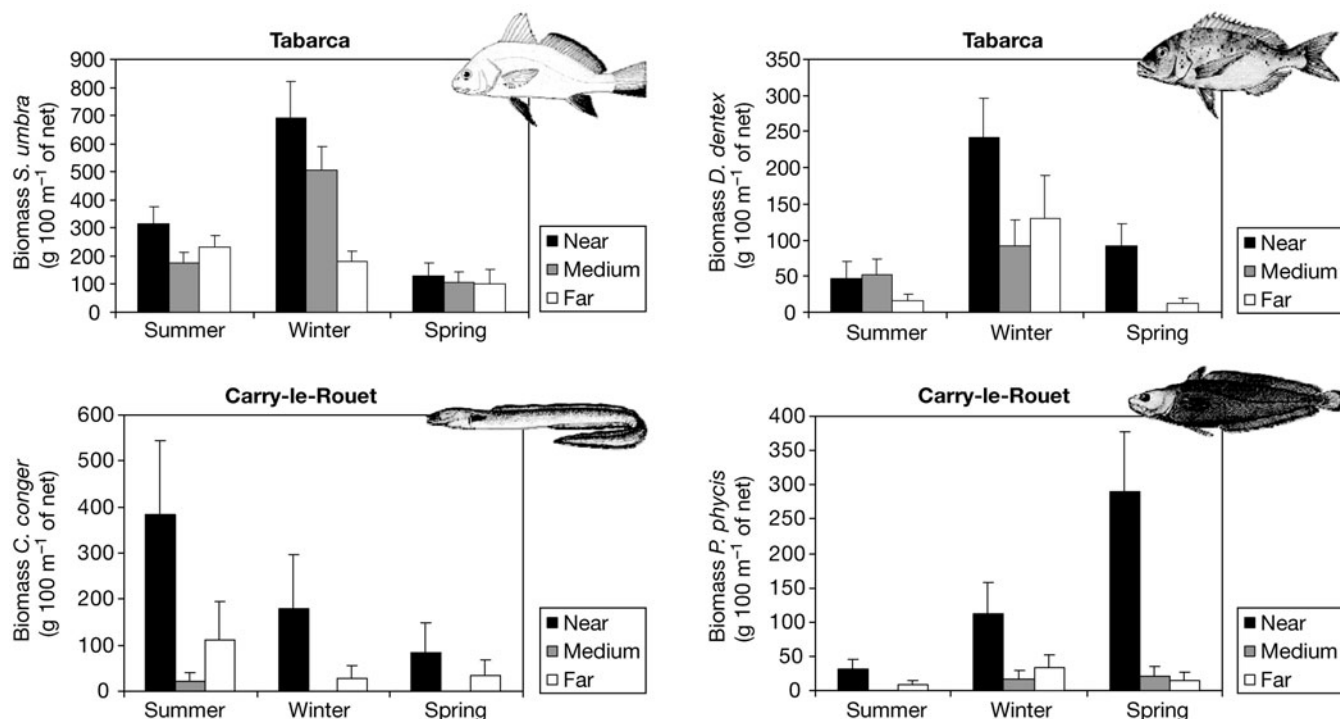 Tabarca
Biomass S. umbra
(g 100 m⁻¹ of net)
900
800
700
600
500
400
300
200
100
0
Summer Winter Spring
Near
Medium
Far
Tabarca
Biomass D. dentex
(g 100 m⁻¹ of net)
350
300
250
200
150
100
50
0
Summer Winter Spring
Near
Medium
Far
Carry-le-Rouet
Biomass C. conger
(g 100 m⁻¹ of net)
600
500
400
300
200
100
0
Summer Winter Spring
Near
Medium
Far
Carry-le-Rouet
Biomass P. phycis
(g 100 m⁻¹ of net)
400
350
300
250
200
150
100
50
0
Summer Winter Spring
Near
Medium
Far